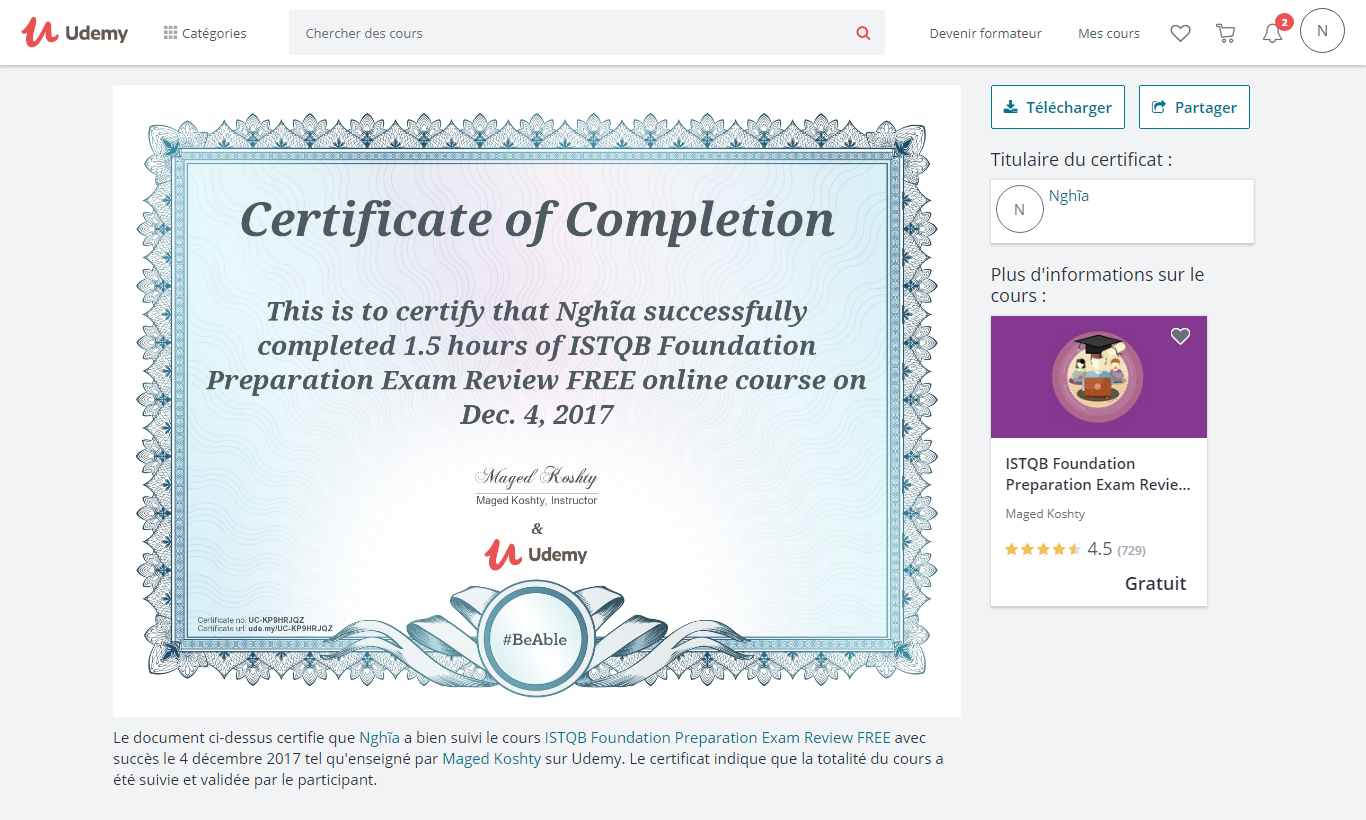 Udemy
Catégories
Chercher des cours
Devenir formateur
Mes cours
2
N
Certificate of Completion
This is to certify that Nghĩa successfully
completed 1.5 hours of ISTQB Foundation
Preparation Exam Review FREE online course on
Dec. 4, 2017
Maged Koshty
Maged Koshty, Instructor
&
Udemy
Certificate no: UC-KP9HRJQZ
Certificate url: ude.my/UC-KP9HRJQZ
#BeAble
Le document ci-dessus certifie que Nghĩa a bien suivi le cours ISTQB Foundation Preparation Exam Review FREE avec
succès le 4 décembre 2017 tel qu'enseigné par Maged Koshty sur Udemy. Le certificat indique que la totalité du cours a
été suivie et validée par le participant.
Télécharger
Partager
Titulaire du certificat :
N
Nghĩa
Plus d'informations sur le
cours :
ISTQB Foundation
Preparation Exam Revie...
Maged Koshty
4.5 (729)
Gratuit